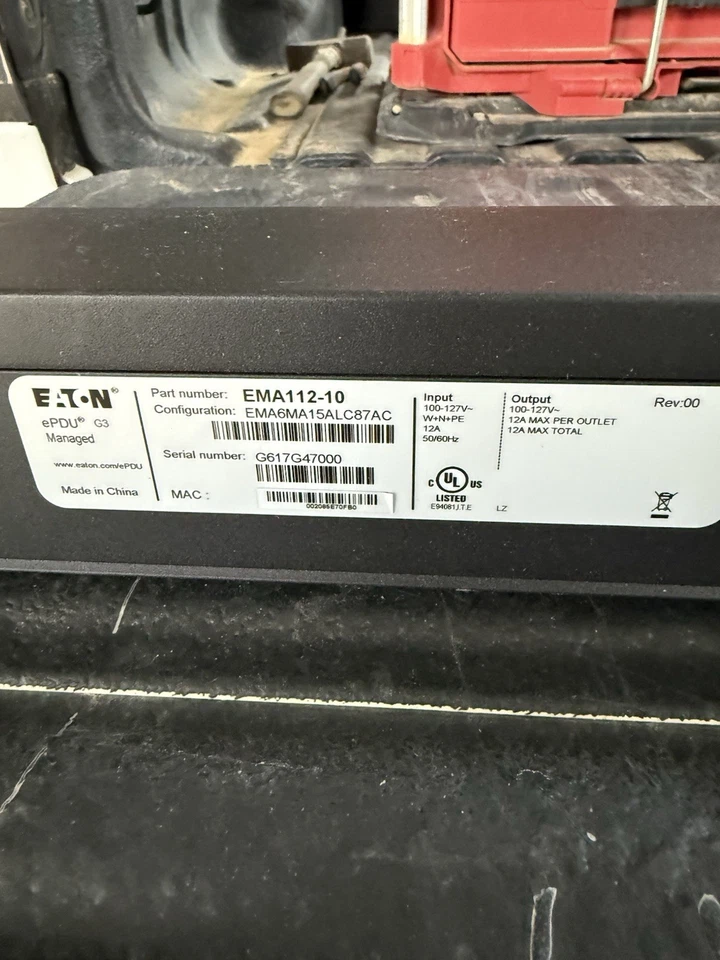 EATON®
ePDU® G3
Managed
www.eaton.com/ePDU
Made in China
Part number: EMA112-10
Configuration: EMA6MA15ALC87AC
Serial number: G617G47000
MAC :
002085E70FB0
Input
100-127V~
W+N+PE
12A
50/60Hz
C UL US
LISTED
E94081,I.T.E
LZ
Output
100-127V~
12A MAX PER OUTLET
12A MAX TOTAL
Rev:00